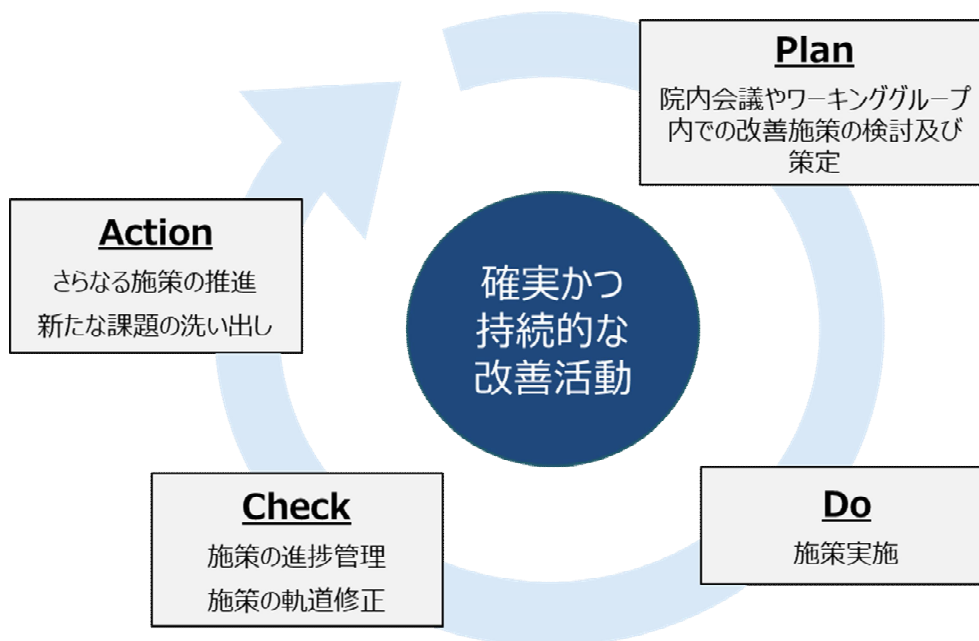 Plan
院内会議やワーキンググループ
内での改善施策の検討及び
策定
Action
さらなる施策の推進
新たな課題の洗い出し
確実かつ
持続的な
改善活動
Check
施策の進捗管理
施策の軌道修正
Do
施策実施